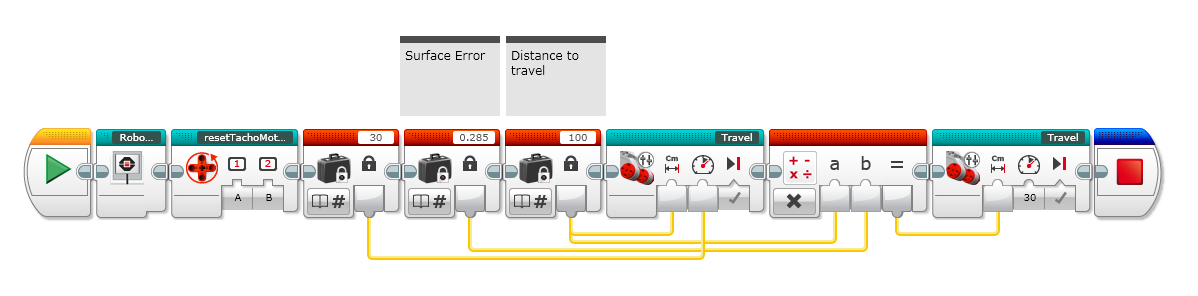 Surface Error
Distance to
travel
Robo...
resetTachoMot...
30
0.285
100
Travel
Travel
1
2
Cm
a
b
=
Cm
#
#
#
A
B
30